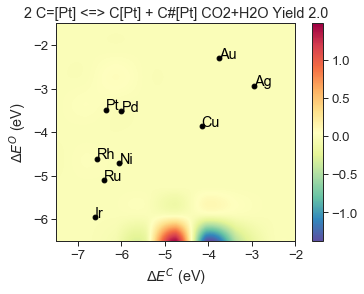 2 C=[Pt] <=> C[Pt] + C#[Pt] CO2+H2O Yield 2.0
ΔE^O (eV)
−2
−3
−4
−5
−6
Au
Ag
Cu
Pt
Pd
Rh
Ni
Ru
Ir
1.0
0.5
0.0
−0.5
−1.0
−7
−6
−5
−4
−3
−2
ΔE^C (eV)